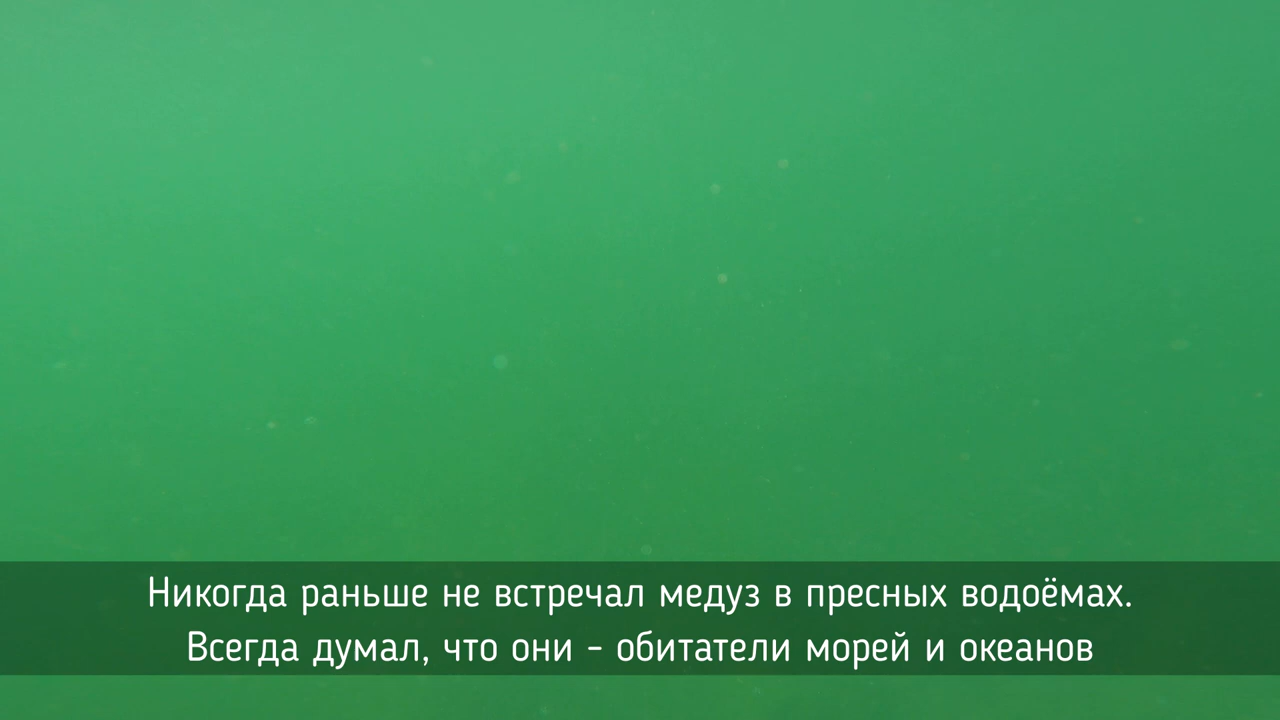 Никогда раньше не встречал медуз в пресных водоёмах.
Всегда думал, что они - обитатели морей и океанов